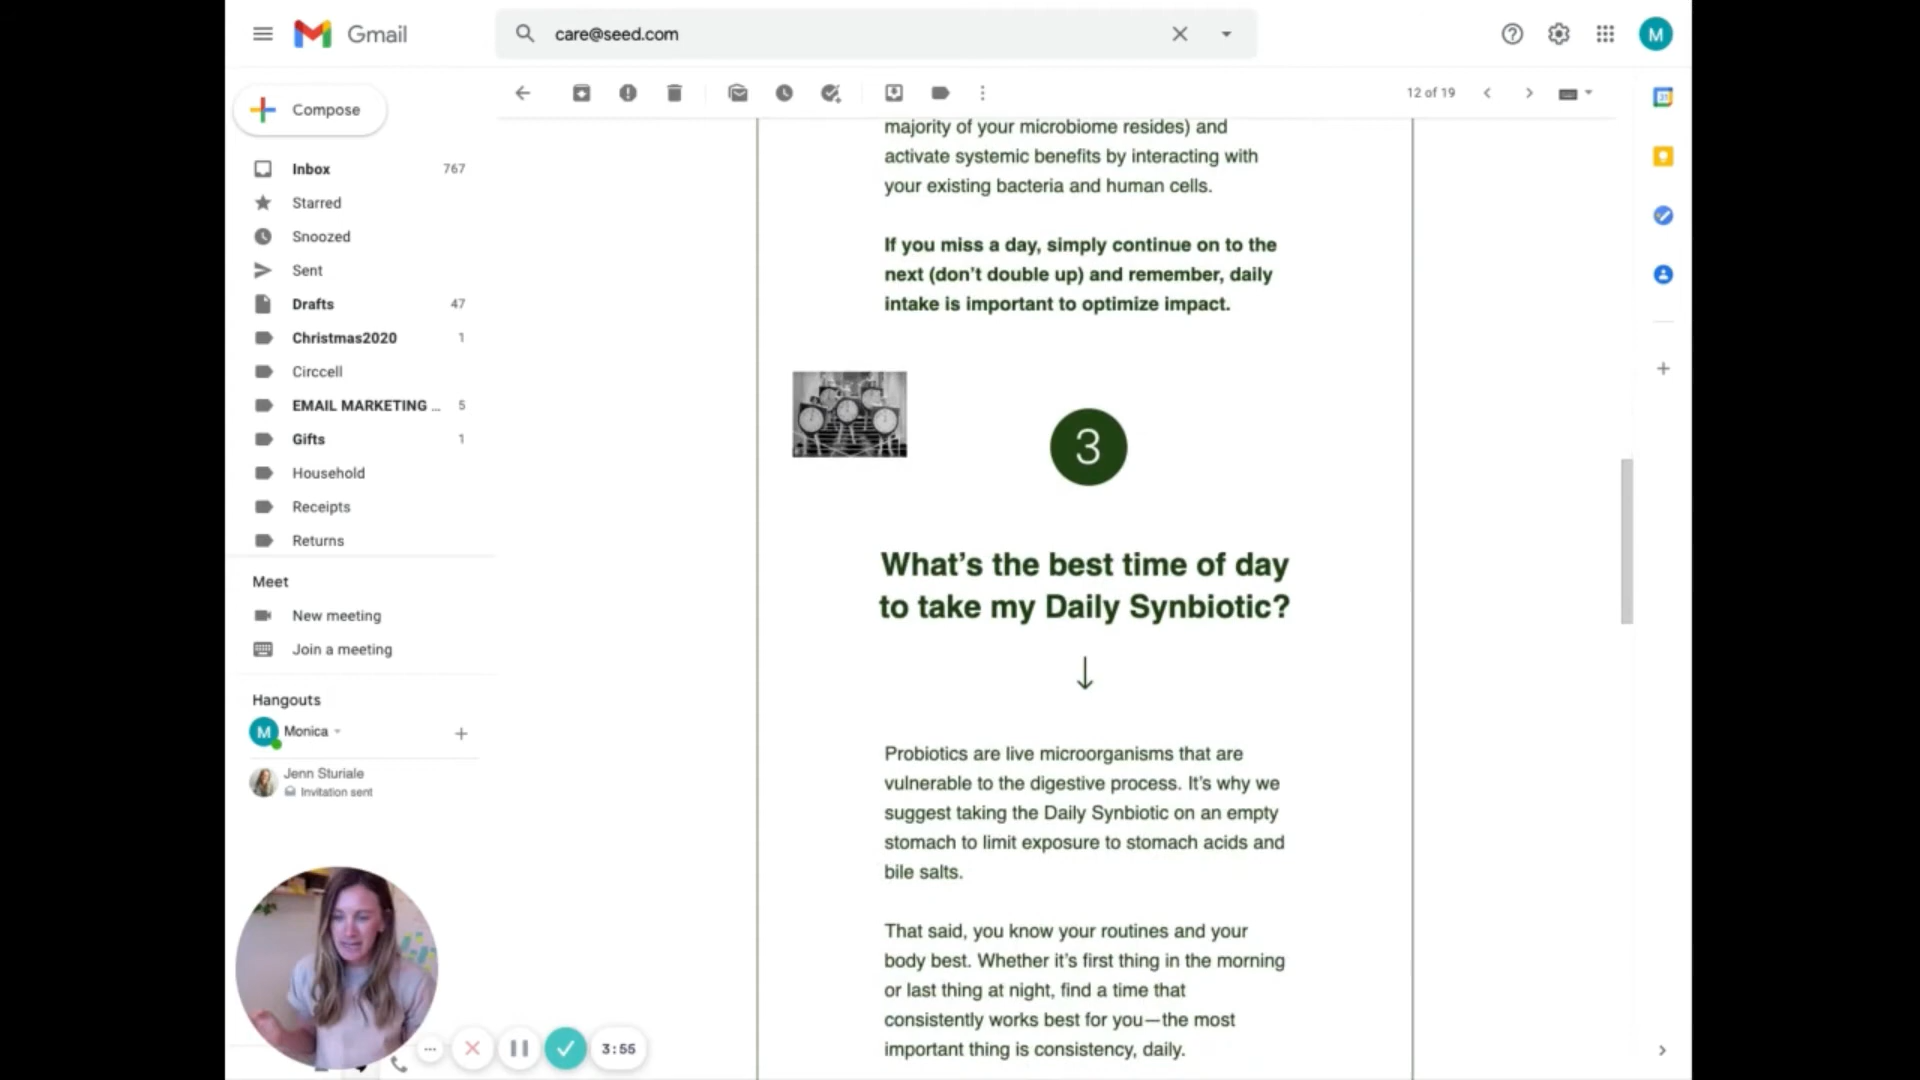 Gmail
care@seed.com
M
12 of 19
Compose
Inbox 767
Starred
Snoozed
Sent
Drafts 47
Christmas2020 1
Circcell
EMAIL MARKETING ... 5
Gifts 1
Household
Receipts
Returns
Meet
New meeting
Join a meeting
Hangouts
M Monica
Jenn Sturiale
Invitation sent
majority of your microbiome resides) and
activate systemic benefits by interacting with
your existing bacteria and human cells.
If you miss a day, simply continue on to the
next (don’t double up) and remember, daily
intake is important to optimize impact.
3
What’s the best time of day
to take my Daily Synbiotic?
↓
Probiotics are live microorganisms that are
vulnerable to the digestive process. It’s why we
suggest taking the Daily Synbiotic on an empty
stomach to limit exposure to stomach acids and
bile salts.
That said, you know your routines and your
body best. Whether it’s first thing in the morning
or last thing at night, find a time that
consistently works best for you—the most
important thing is consistency, daily.
3:55
31